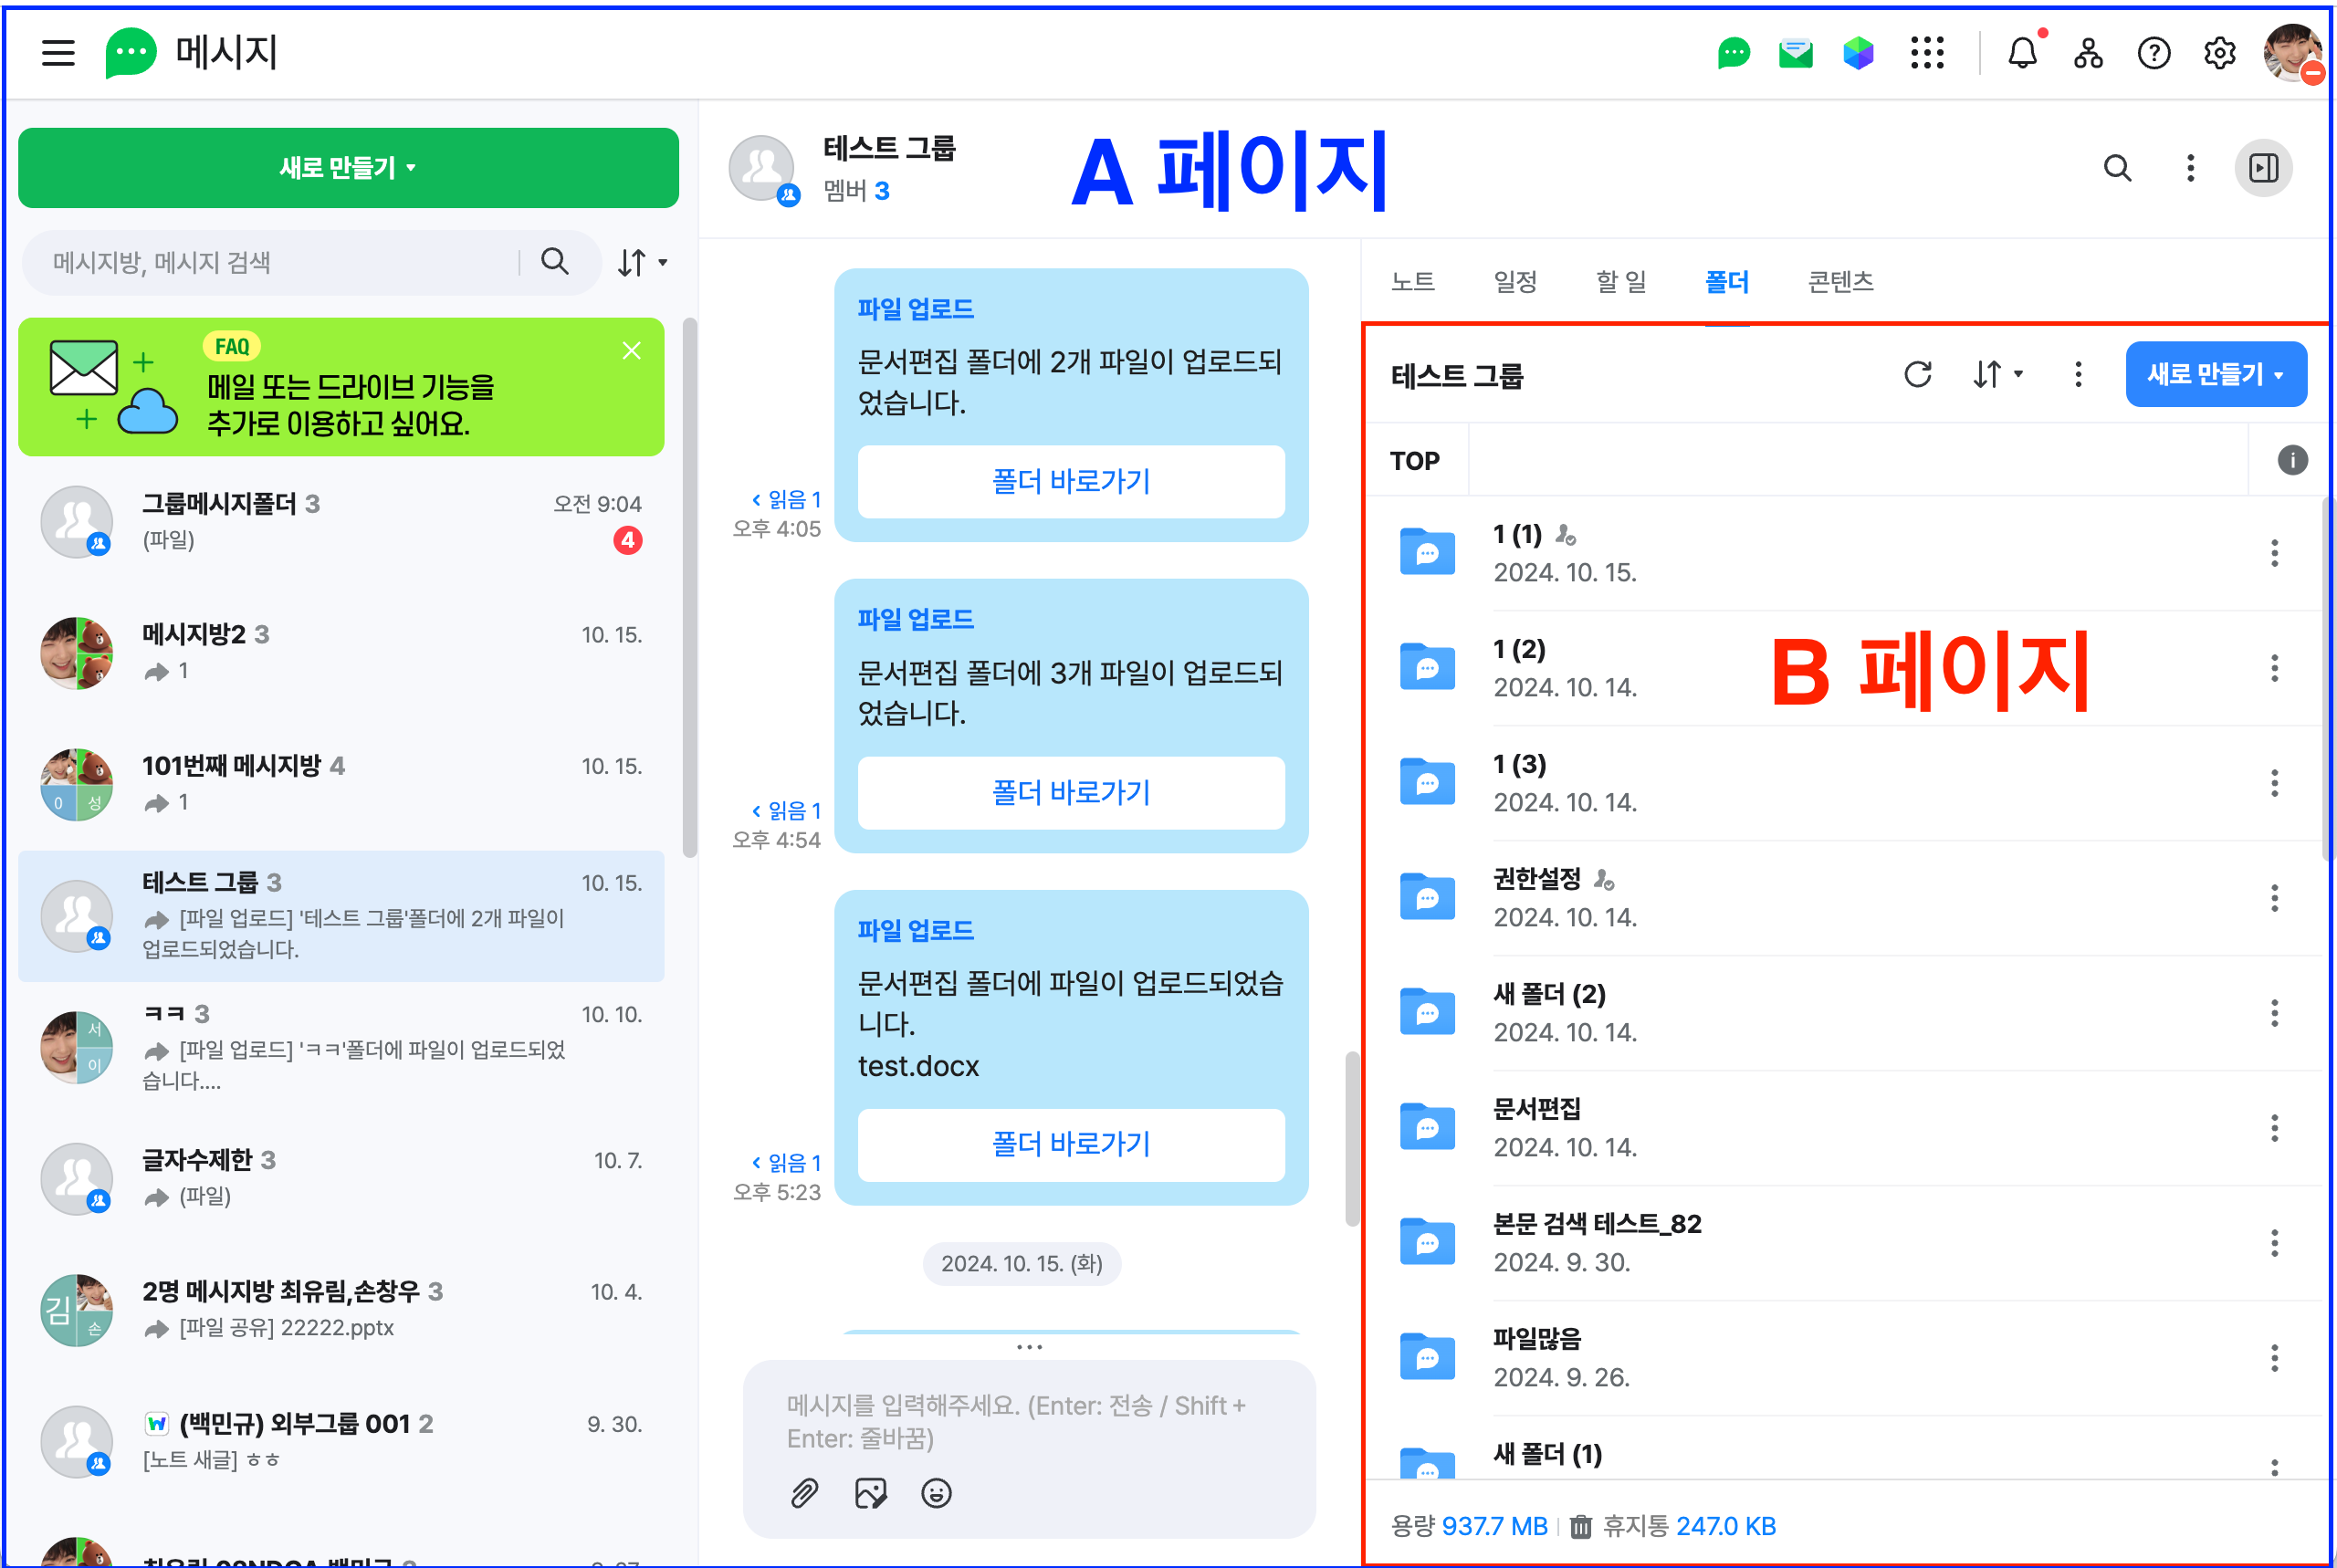 메시지
새로 만들기
메시지방, 메시지 검색
FAQ
메일 또는 드라이브 기능을
추가로 이용하고 싶어요.
그룹메시지폴더 3
오전 9:04
(파일)
4
메시지방2 3
10. 15.
1
101번째 메시지방 4
10. 15.
1
0 성
테스트 그룹 3
10. 15.
[파일 업로드] '테스트 그룹'폴더에 2개 파일이
업로드되었습니다.
ㅋㅋ 3
10. 10.
서
이
[파일 업로드] 'ㅋㅋ'폴더에 파일이 업로드되었
습니다....
글자수제한 3
10. 7.
(파일)
2명 메시지방 최유림,손창우 3
10. 4.
김
손
[파일 공유] 22222.pptx
(백민규) 외부그룹 001 2
9. 30.
[노트 새글] ㅎㅎ
테스트 그룹
멤버 3
A 페이지
파일 업로드
문서편집 폴더에 2개 파일이 업로드되
었습니다.
폴더 바로가기
읽음 1
오후 4:05
파일 업로드
문서편집 폴더에 3개 파일이 업로드되
었습니다.
폴더 바로가기
읽음 1
오후 4:54
파일 업로드
문서편집 폴더에 파일이 업로드되었습
니다.
test.docx
폴더 바로가기
읽음 1
오후 5:23
2024. 10. 15. (화)
메시지를 입력해주세요. (Enter: 전송 / Shift +
Enter: 줄바꿈)
노트 일정 할 일 폴더 콘텐츠
테스트 그룹
새로 만들기
TOP
1 (1)
2024. 10. 15.
1 (2)
2024. 10. 14.
B 페이지
1 (3)
2024. 10. 14.
권한설정
2024. 10. 14.
새 폴더 (2)
2024. 10. 14.
문서편집
2024. 10. 14.
본문 검색 테스트_82
2024. 9. 30.
파일많음
2024. 9. 26.
새 폴더 (1)
용량 937.7 MB 휴지통 247.0 KB